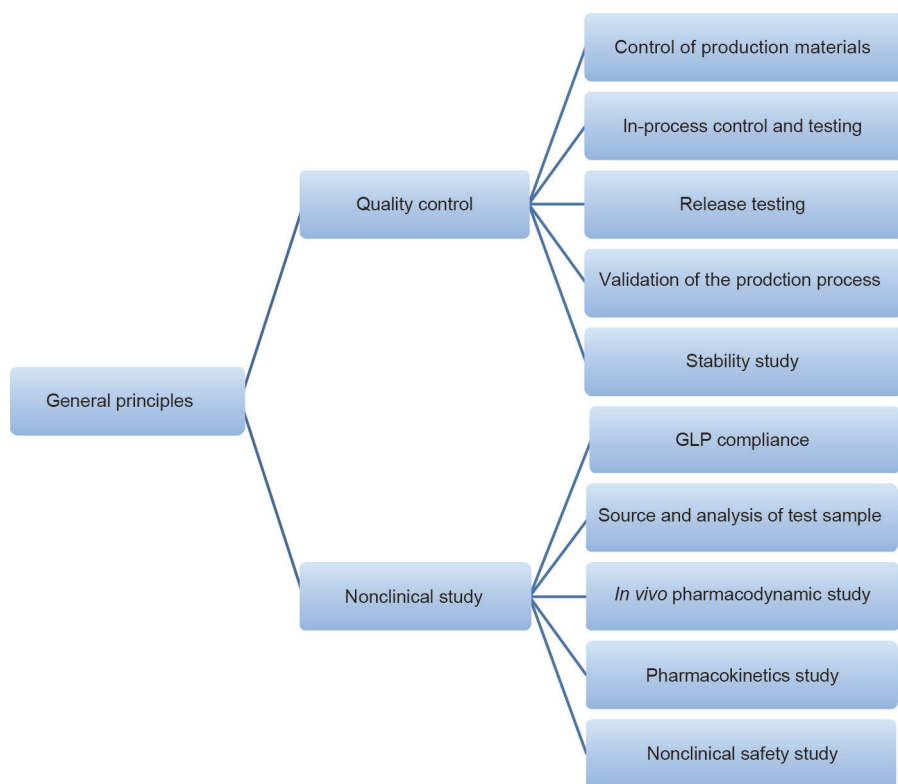 General principles
Quality control
Control of production materials
In-process control and testing
Release testing
Validation of the prodction process
Stability study
Nonclinical study
GLP compliance
Source and analysis of test sample
In vivo pharmacodynamic study
Pharmacokinetics study
Nonclinical safety study